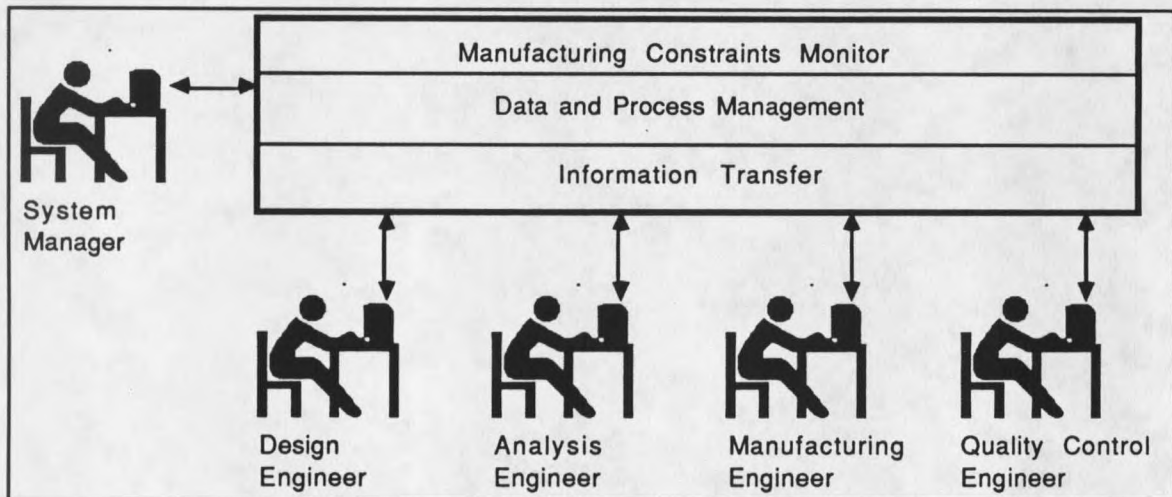 Manufacturing Constraints Monitor
Data and Process Management
Information Transfer
System
Manager
Design
Engineer
Analysis
Engineer
Manufacturing
Engineer
Quality Control
Engineer